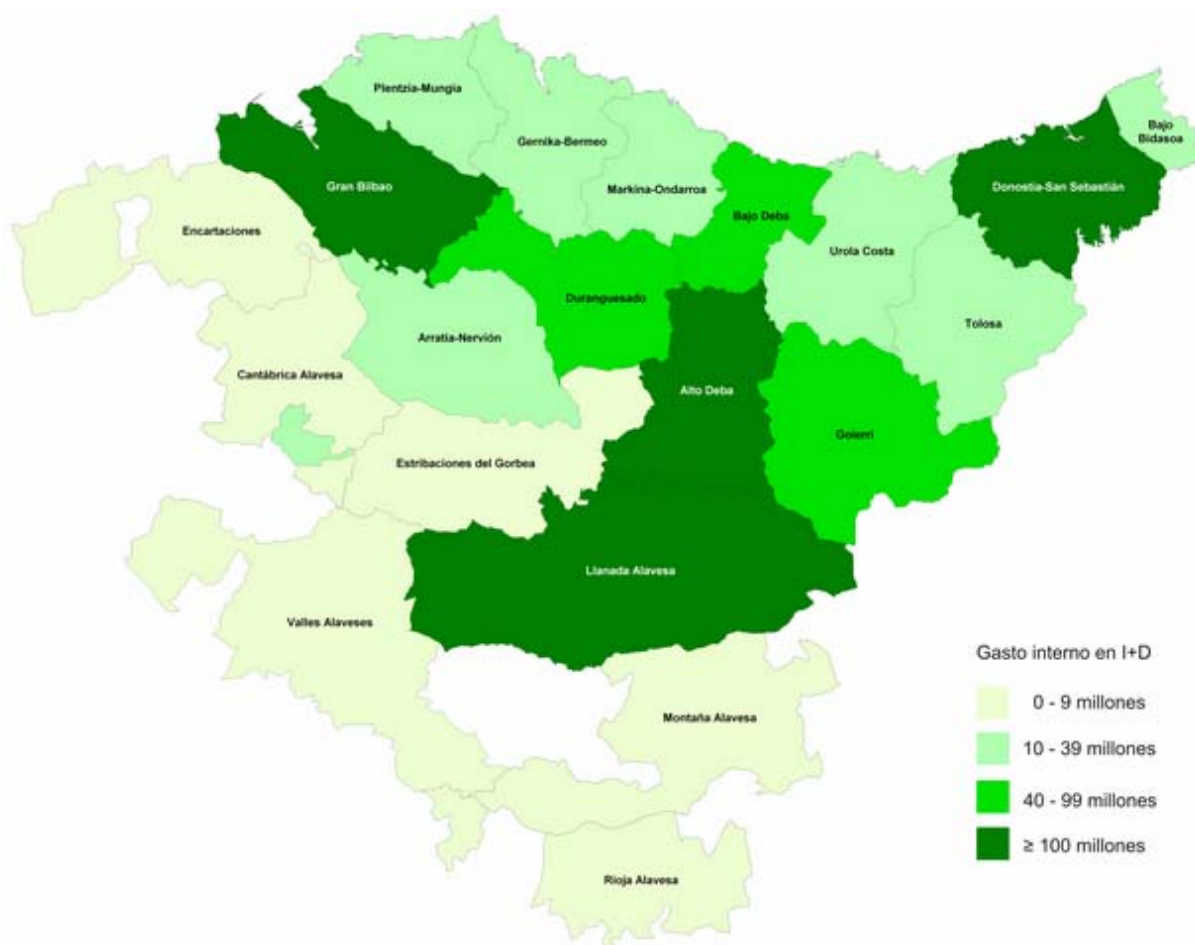 Plentzia-Mungia
Gernika-Bermeo
Bajo
Bidasoa
Gran Bilbao
Markina-Ondarroa
Donostia-San Sebastián
Bajo Deba
Encartaciones
Urola Costa
Duranguesado
Tolosa
Arratia-Nervión
Cantábrica Alavesa
Alto Deba
Goierri
Estribaciones del Gorbea
Llanada Alavesa
Valles Alaveses
Montaña Alavesa
Rioja Alavesa
Gasto interno en I+D
0 - 9 millones
10 - 39 millones
40 - 99 millones
≥ 100 millones